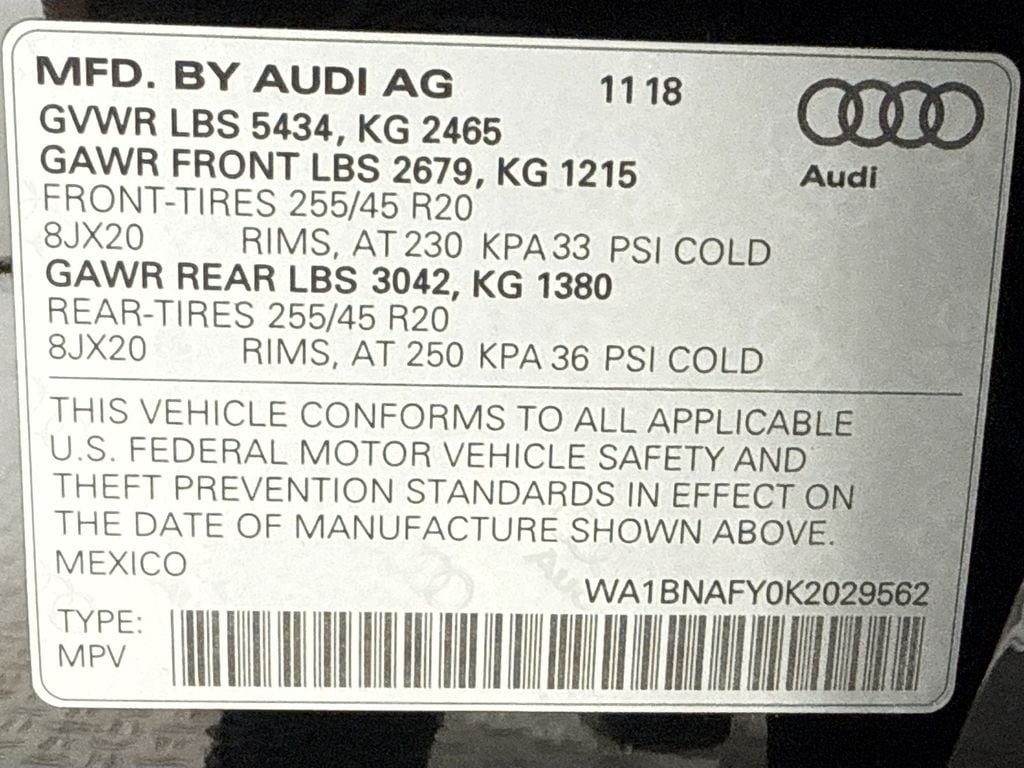 MFD. BY AUDI AG 11 18
GVWR LBS 5434, KG 2465
GAWR FRONT LBS 2679, KG 1215
Audi
FRONT-TIRES 255/45 R20
8JX20 RIMS, AT 230 KPA 33 PSI COLD
GAWR REAR LBS 3042, KG 1380
REAR-TIRES 255/45 R20
8JX20 RIMS, AT 250 KPA 36 PSI COLD
THIS VEHICLE CONFORMS TO ALL APPLICABLE
U.S. FEDERAL MOTOR VEHICLE SAFETY AND
THEFT PREVENTION STANDARDS IN EFFECT ON
THE DATE OF MANUFACTURE SHOWN ABOVE.
MEXICO
WA1BNAFY0K2029562
TYPE:
MPV